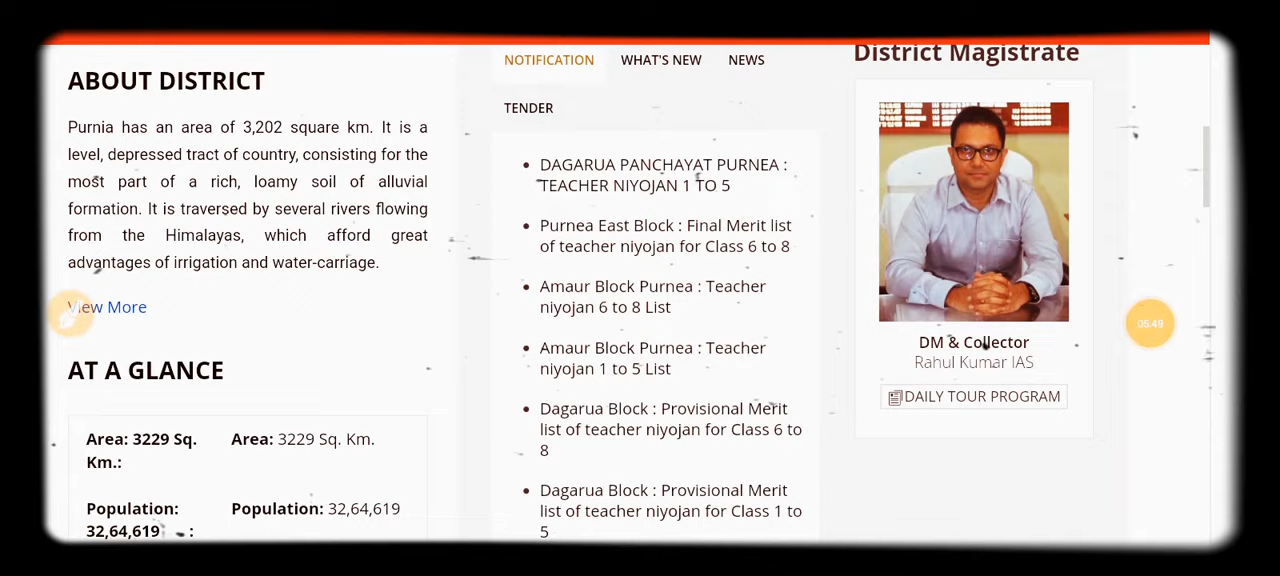 ABOUT DISTRICT
Purnia has an area of 3,202 square km. It is a
level, depressed tract of country, consisting for the
most part of a rich, loamy soil of alluvial
formation. It is traversed by several rivers flowing
from the Himalayas, which afford great
advantages of irrigation and water-carriage.
View More
AT A GLANCE
Area: 3229 Sq.
Km.:
Area: 3229 Sq. Km.
Population:
32,64,619 :
Population: 32,64,619
NOTIFICATION WHAT'S NEW NEWS
TENDER
DAGARUA PANCHAYAT PURNEA :
TEACHER NIYOJAN 1 TO 5
Purnea East Block : Final Merit list
of teacher niyojan for Class 6 to 8
Amaur Block Purnea : Teacher
niyojan 6 to 8 List
Amaur Block Purnea : Teacher
niyojan 1 to 5 List
Dagarua Block : Provisional Merit
list of teacher niyojan for Class 6 to
8
Dagarua Block : Provisional Merit
list of teacher niyojan for Class 1 to
5
District Magistrate
DM & Collector
Rahul Kumar IAS
DAILY TOUR PROGRAM
05:49